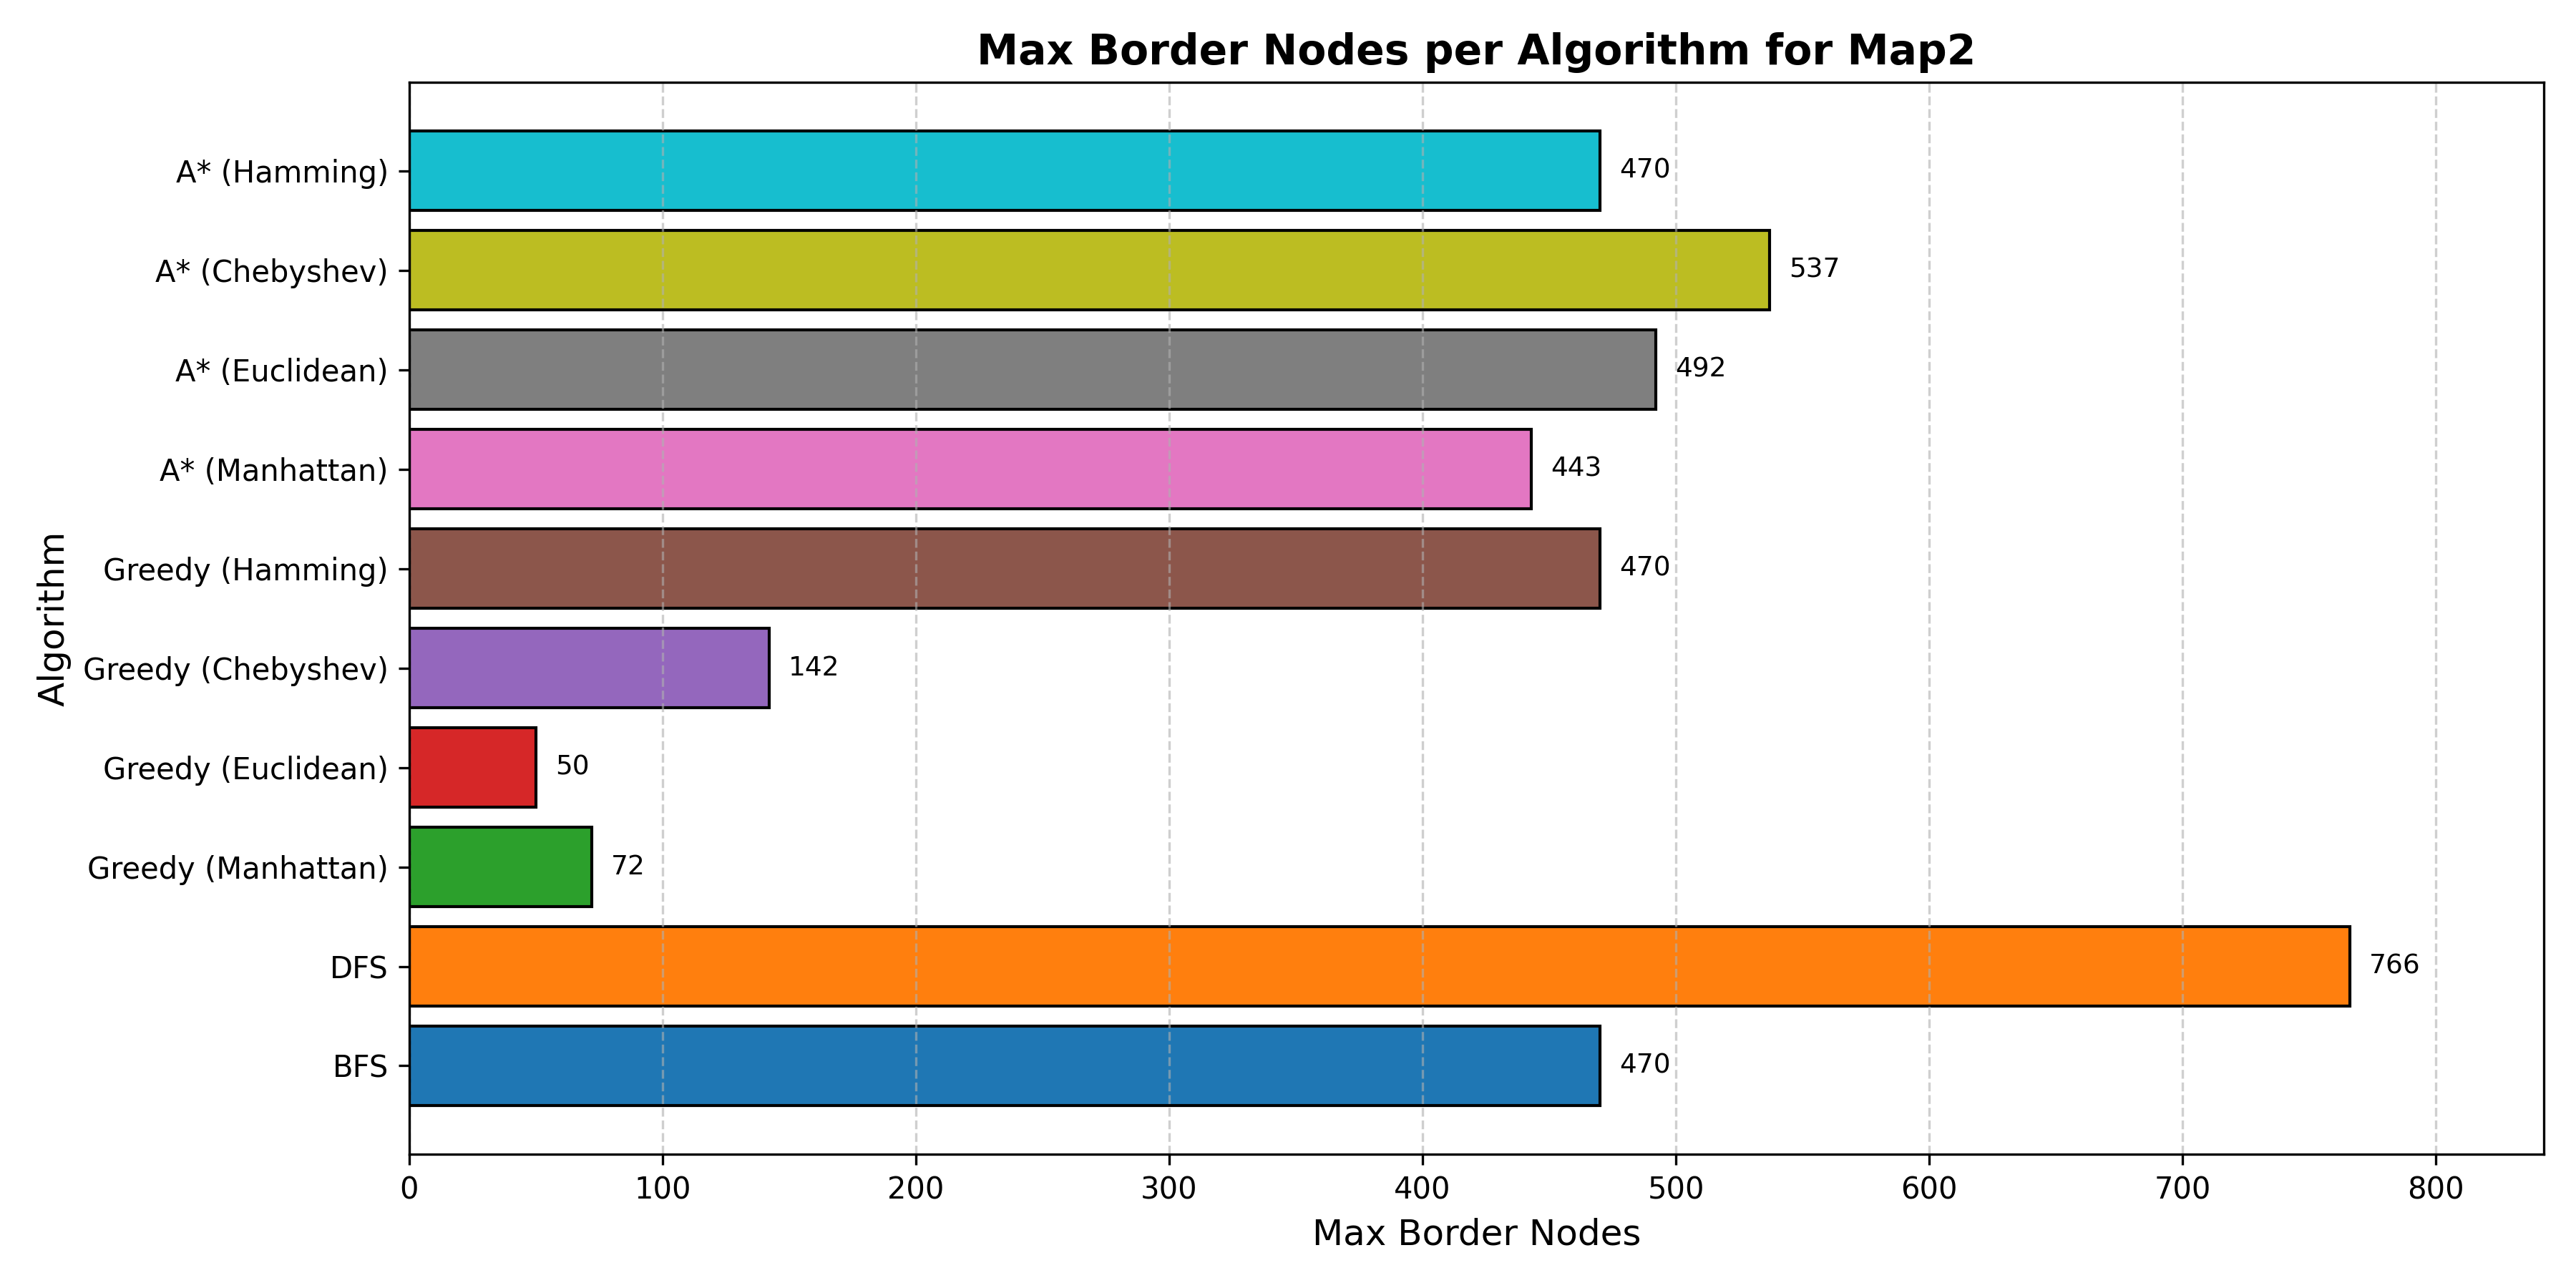 Max Border Nodes per Algorithm for Map2
Algorithm
A* (Hamming)
470
A* (Chebyshev)
537
A* (Euclidean)
492
A* (Manhattan)
443
Greedy (Hamming)
470
Greedy (Chebyshev)
142
Greedy (Euclidean)
50
Greedy (Manhattan)
72
DFS
766
BFS
470
0 100 200 300 400 500 600 700 800
Max Border Nodes